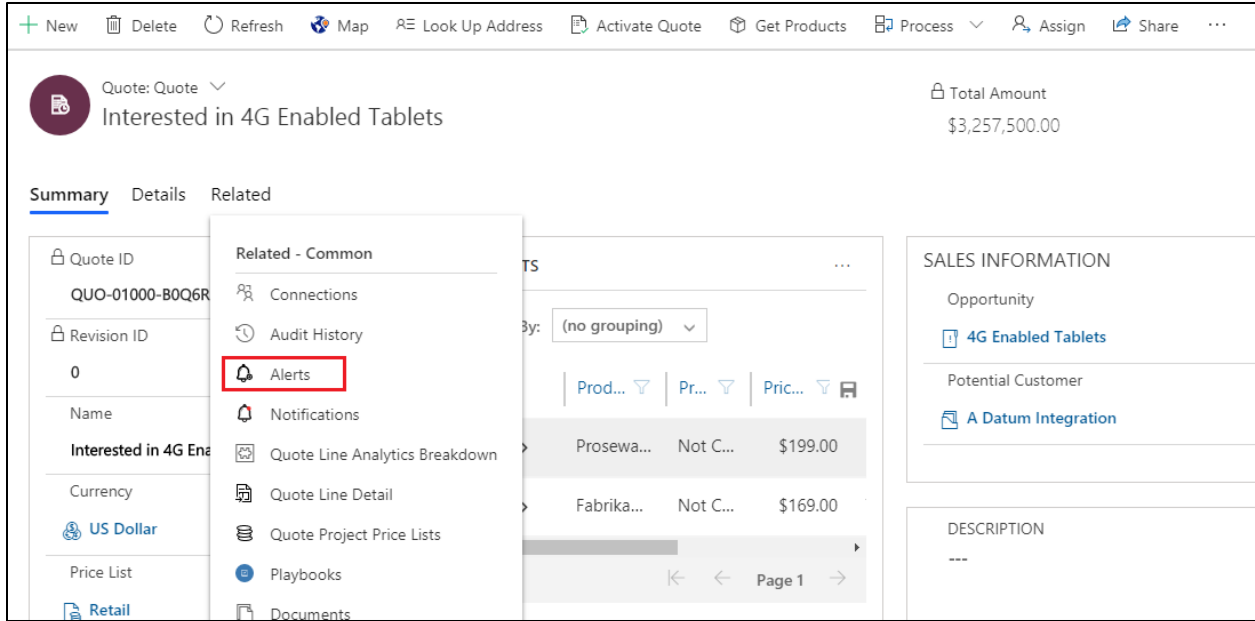 New Delete Refresh Map Look Up Address Activate Quote Get Products Process Assign Share ...
Quote: Quote
Interested in 4G Enabled Tablets
Total Amount
$3,257,500.00
Summary Details Related
Quote ID
QUO-01000-B0Q6R
Revision ID
0
Name
Interested in 4G Ena
Currency
US Dollar
Price List
Retail
Related - Common
Connections
Audit History
Alerts
Notifications
Quote Line Analytics Breakdown
Quote Line Detail
Quote Project Price Lists
Playbooks
Documents
TS ...
By: (no grouping)
Prod... Pr... Pric...
Prosewa... Not C... $199.00
Fabrika... Not C... $169.00
Page 1
SALES INFORMATION
Opportunity
4G Enabled Tablets
Potential Customer
A Datum Integration
DESCRIPTION
---